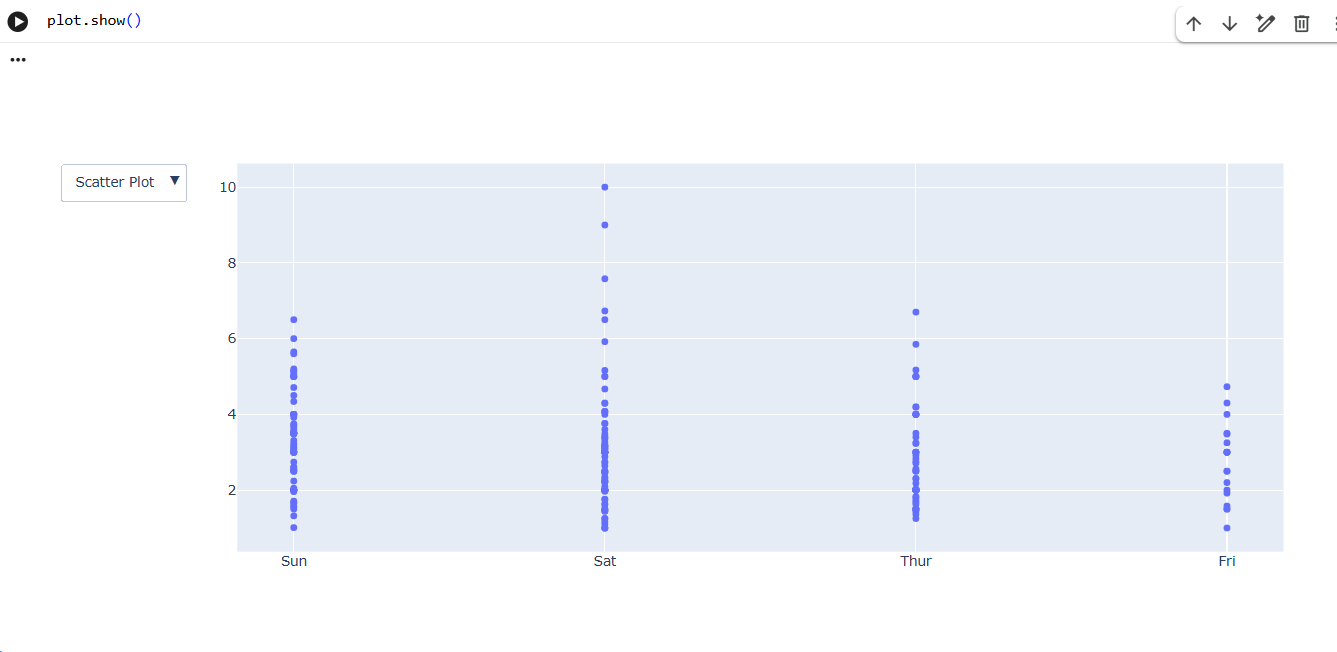 plot.show()
Scatter Plot ▼
10
8
6
4
2
Sun Sat Thur Fri